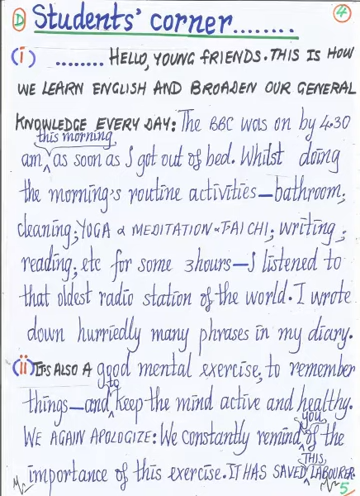 D Students' corner........ 4
(i) ......... HELLO, YOUNG FRIENDS. THIS IS HOW
WE LEARN ENGLISH AND BROADEN OUR GENERAL
KNOWLEDGE EVERY DAY: The BBC was on by 4.30
this morning
am, as soon as I got out of bed. Whilst doing
the morning's routine activities—bathroom;
cleaning; YOGA & MEDITATION & TAI CHI; writing;
reading; etc for some 3hours—I listened to
that oldest radio station of the world. I wrote
down hurriedly many phrases in my diary.
(ii) IT'S ALSO A good mental exercise, to remember
to
things—and keep the mind active and healthy.
you
WE AGAIN APOLOGIZE: We constantly remind of the
THIS
importance of this exercise. IT HAS SAVED LABOURER.
5